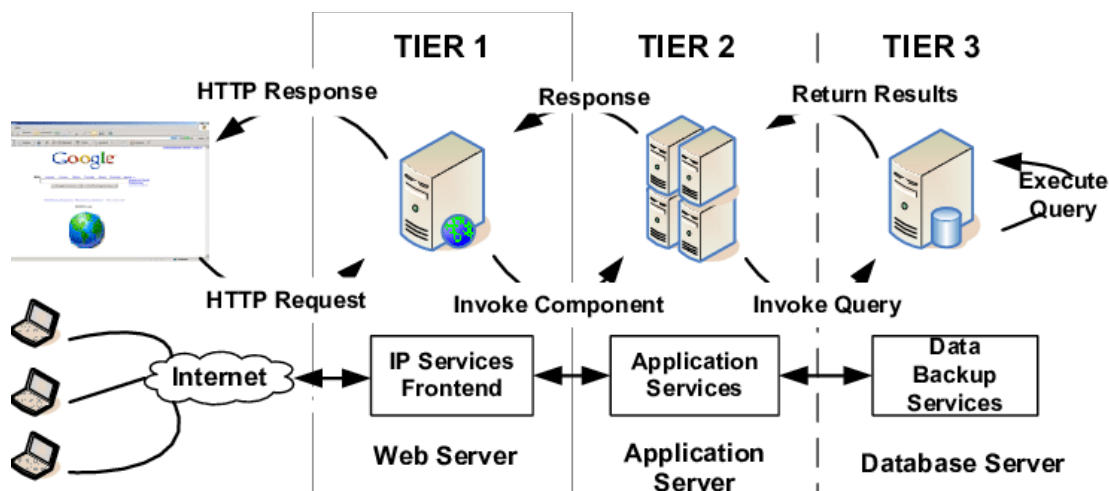 TIER 1
TIER 2
TIER 3
HTTP Response
Response
Return Results
Google
Execute
Query
HTTP Request
Invoke Component
Invoke Query
Internet
IP Services
Frontend
Application
Services
Data
Backup
Services
Web Server
Application
Server
Database Server